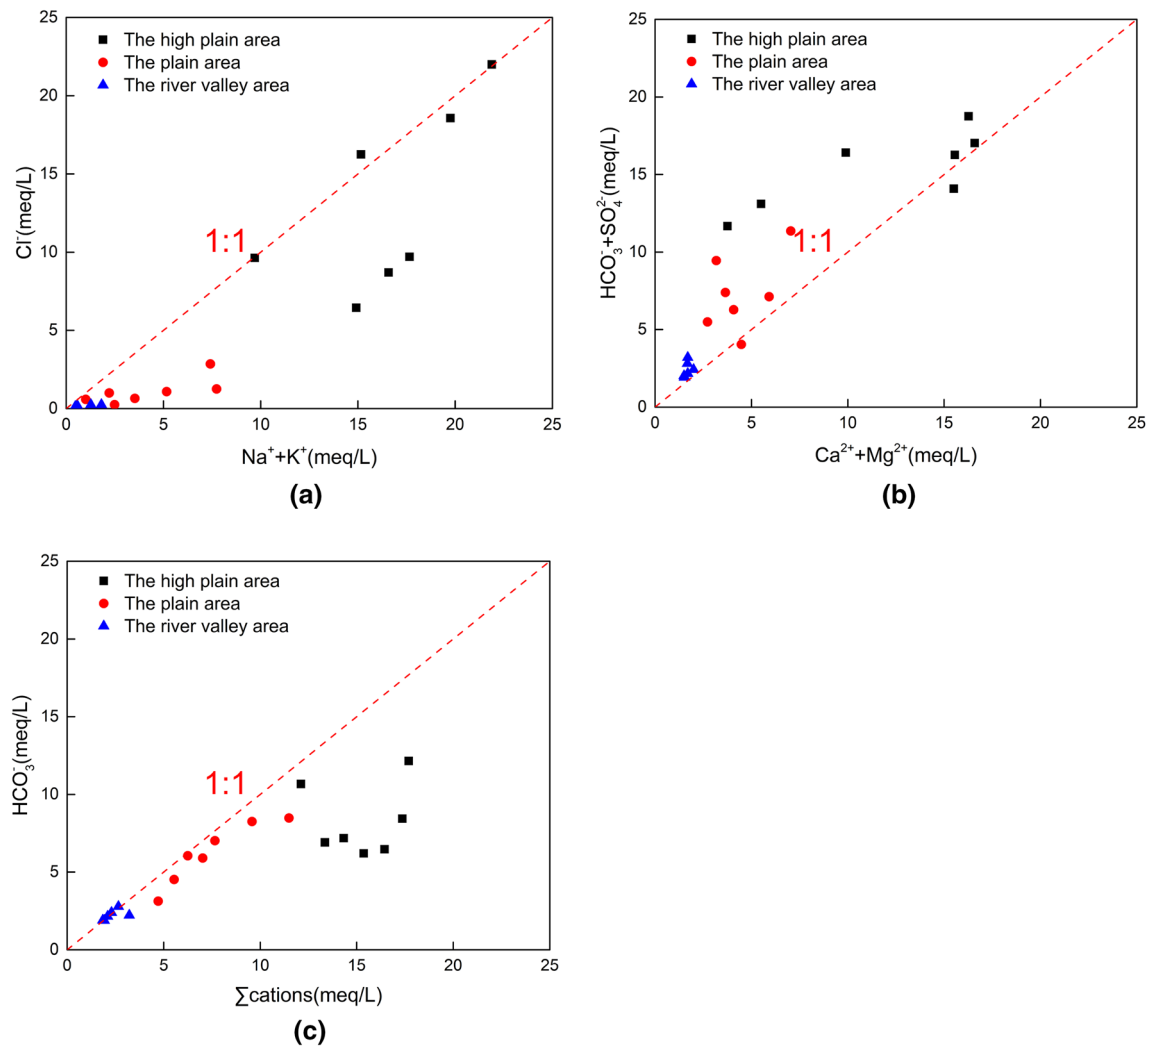 25
20
15
10
5
0
Cl⁻(meq/L)
The high plain area
The plain area
The river valley area
1:1
0 5 10 15 20 25
Na⁺+K⁺(meq/L)
(a)
25
20
15
10
5
0
HCO₃⁻+SO₄²⁻(meq/L)
The high plain area
The plain area
The river valley area
1:1
0 5 10 15 20 25
Ca²⁺+Mg²⁺(meq/L)
(b)
25
20
15
10
5
0
HCO₃⁻(meq/L)
The high plain area
The plain area
The river valley area
1:1
0 5 10 15 20 25
∑cations(meq/L)
(c)